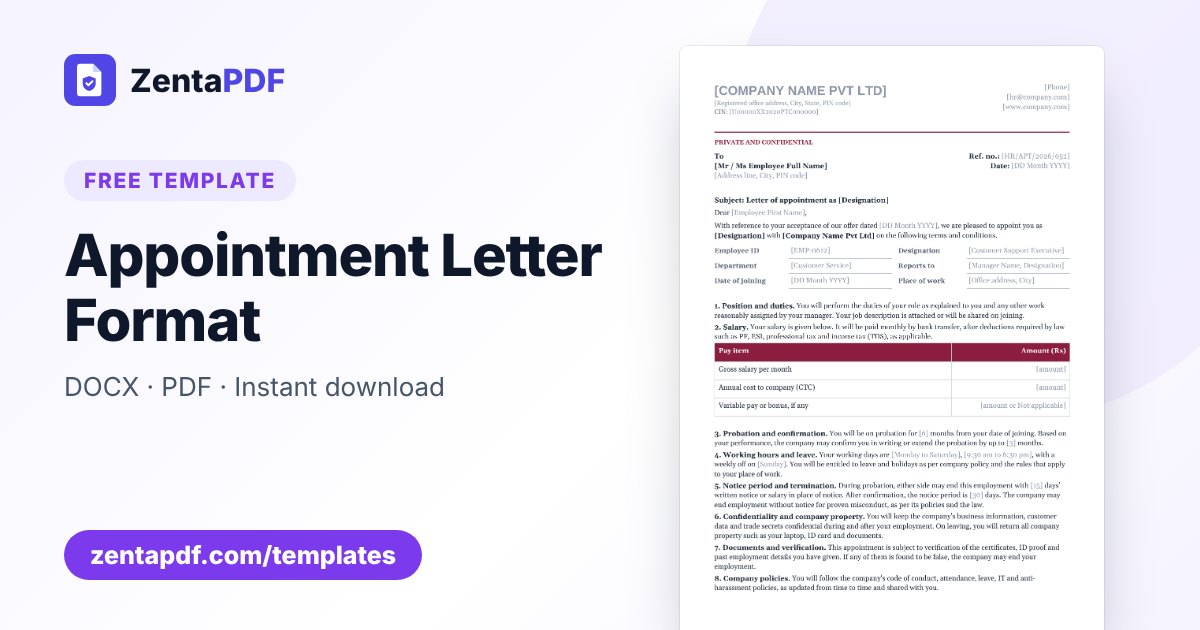 ZentaPDF
FREE TEMPLATE
Appointment Letter
Format
DOCX · PDF · Instant download
zentapdf.com/templates
[COMPANY NAME PVT LTD]
[Registered office address, City, State, PIN code]
CIN: [U00000XX2020PTC000000]
[Phone]
[hr@company.com]
[www.company.com]
PRIVATE AND CONFIDENTIAL
To
[Mr / Ms Employee Full Name]
[Address line, City, PIN code]
Ref. no.: [HR/APT/2026/052]
Date: [DD Month YYYY]
Subject: Letter of appointment as [Designation]
Dear [Employee First Name],
With reference to your acceptance of our offer dated [DD Month YYYY], we are pleased to appoint you as
[Designation] with [Company Name Pvt Ltd] on the following terms and conditions.
Employee ID [EMP-0612] Designation [Customer Support Executive]
Department [Customer Service] Reports to [Manager Name, Designation]
Date of joining [DD Month YYYY] Place of work [Office address, City]
1. Position and duties. You will perform the duties of your role as explained to you and any other work
reasonably assigned by your manager. Your job description is attached or will be shared on joining.
2. Salary. Your salary is given below. It will be paid monthly by bank transfer, after deductions required by law
such as PF, ESI, professional tax and income tax (TDS), as applicable.
Pay item Amount (Rs)
Gross salary per month [amount]
Annual cost to company (CTC) [amount]
Variable pay or bonus, if any [amount or Not applicable]
3. Probation and confirmation. You will be on probation for [6] months from your date of joining. Based on
your performance, the company may confirm you in writing or extend the probation by up to [3] months.
4. Working hours and leave. Your working days are [Monday to Saturday], [9:30 am to 6:30 pm], with a
weekly off on [Sunday]. You will be entitled to leave and holidays as per company policy and the rules that apply
to your place of work.
5. Notice period and termination. During probation, either side may end this employment with [15] days'
written notice or salary in place of notice. After confirmation, the notice period is [30] days. The company may
end employment without notice for proven misconduct, as per its policies and the law.
6. Confidentiality and company property. You will keep the company's business information, customer
data and trade secrets confidential during and after your employment. On leaving, you will return all company
property such as your laptop, ID card and documents.
7. Documents and verification. This appointment is subject to verification of the certificates, ID proof and
past employment details you have given. If any of them is found to be false, the company may end your
employment.
8. Company policies. You will follow the company's code of conduct, attendance, leave, IT and anti-
harassment policies, as updated from time to time and shared with you.